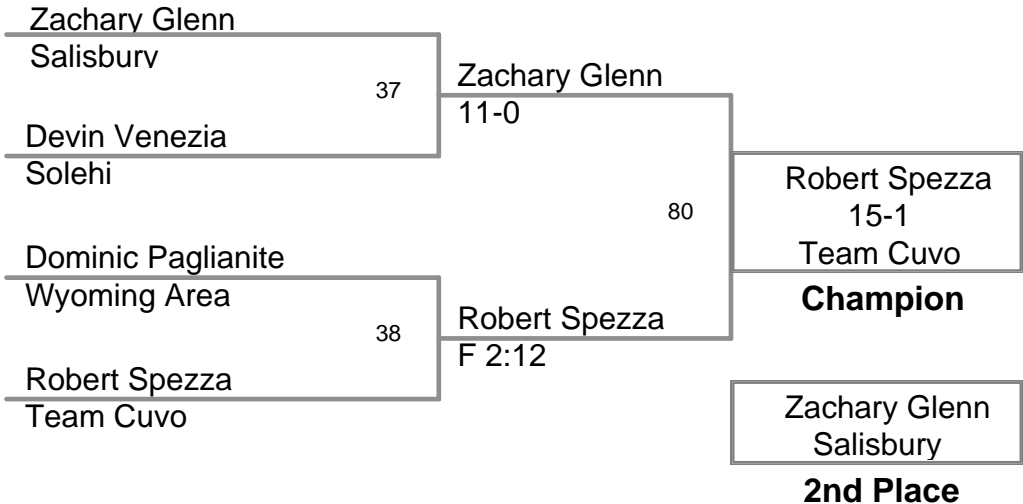 Zachary Glenn
Salisbury
37
Devin Venezia
Solehi
Zachary Glenn
11-0
Dominic Paglianite
Wyoming Area
38
Robert Spezza
Team Cuvo
Robert Spezza
F 2:12
80
Robert Spezza
15-1
Team Cuvo
Champion
Zachary Glenn
Salisbury
2nd Place